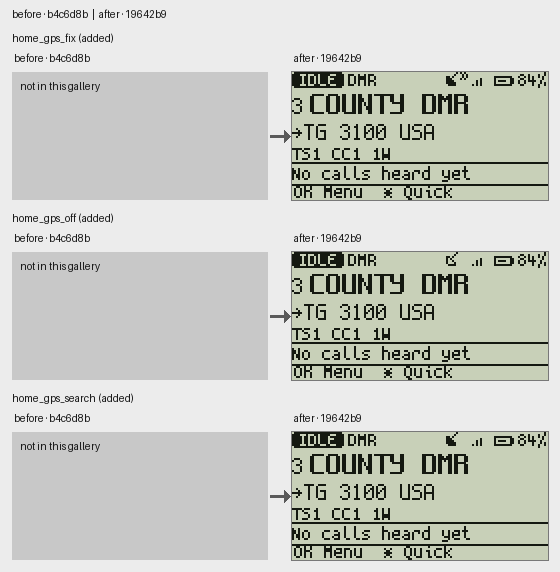 before · b4c6d8b | after · 19642b9
home_gps_fix (added)
before · b4c6d8b
after · 19642b9
not in this gallery
IDLE DMR 84%
3 COUNTY DMR
→TG 3100 USA
TS1 CC1 1W
No calls heard yet
OK Menu * Quick
home_gps_off (added)
before · b4c6d8b
after · 19642b9
not in this gallery
IDLE DMR 84%
3 COUNTY DMR
→TG 3100 USA
TS1 CC1 1W
No calls heard yet
OK Menu * Quick
home_gps_search (added)
before · b4c6d8b
after · 19642b9
not in this gallery
IDLE DMR 84%
3 COUNTY DMR
→TG 3100 USA
TS1 CC1 1W
No calls heard yet
OK Menu * Quick